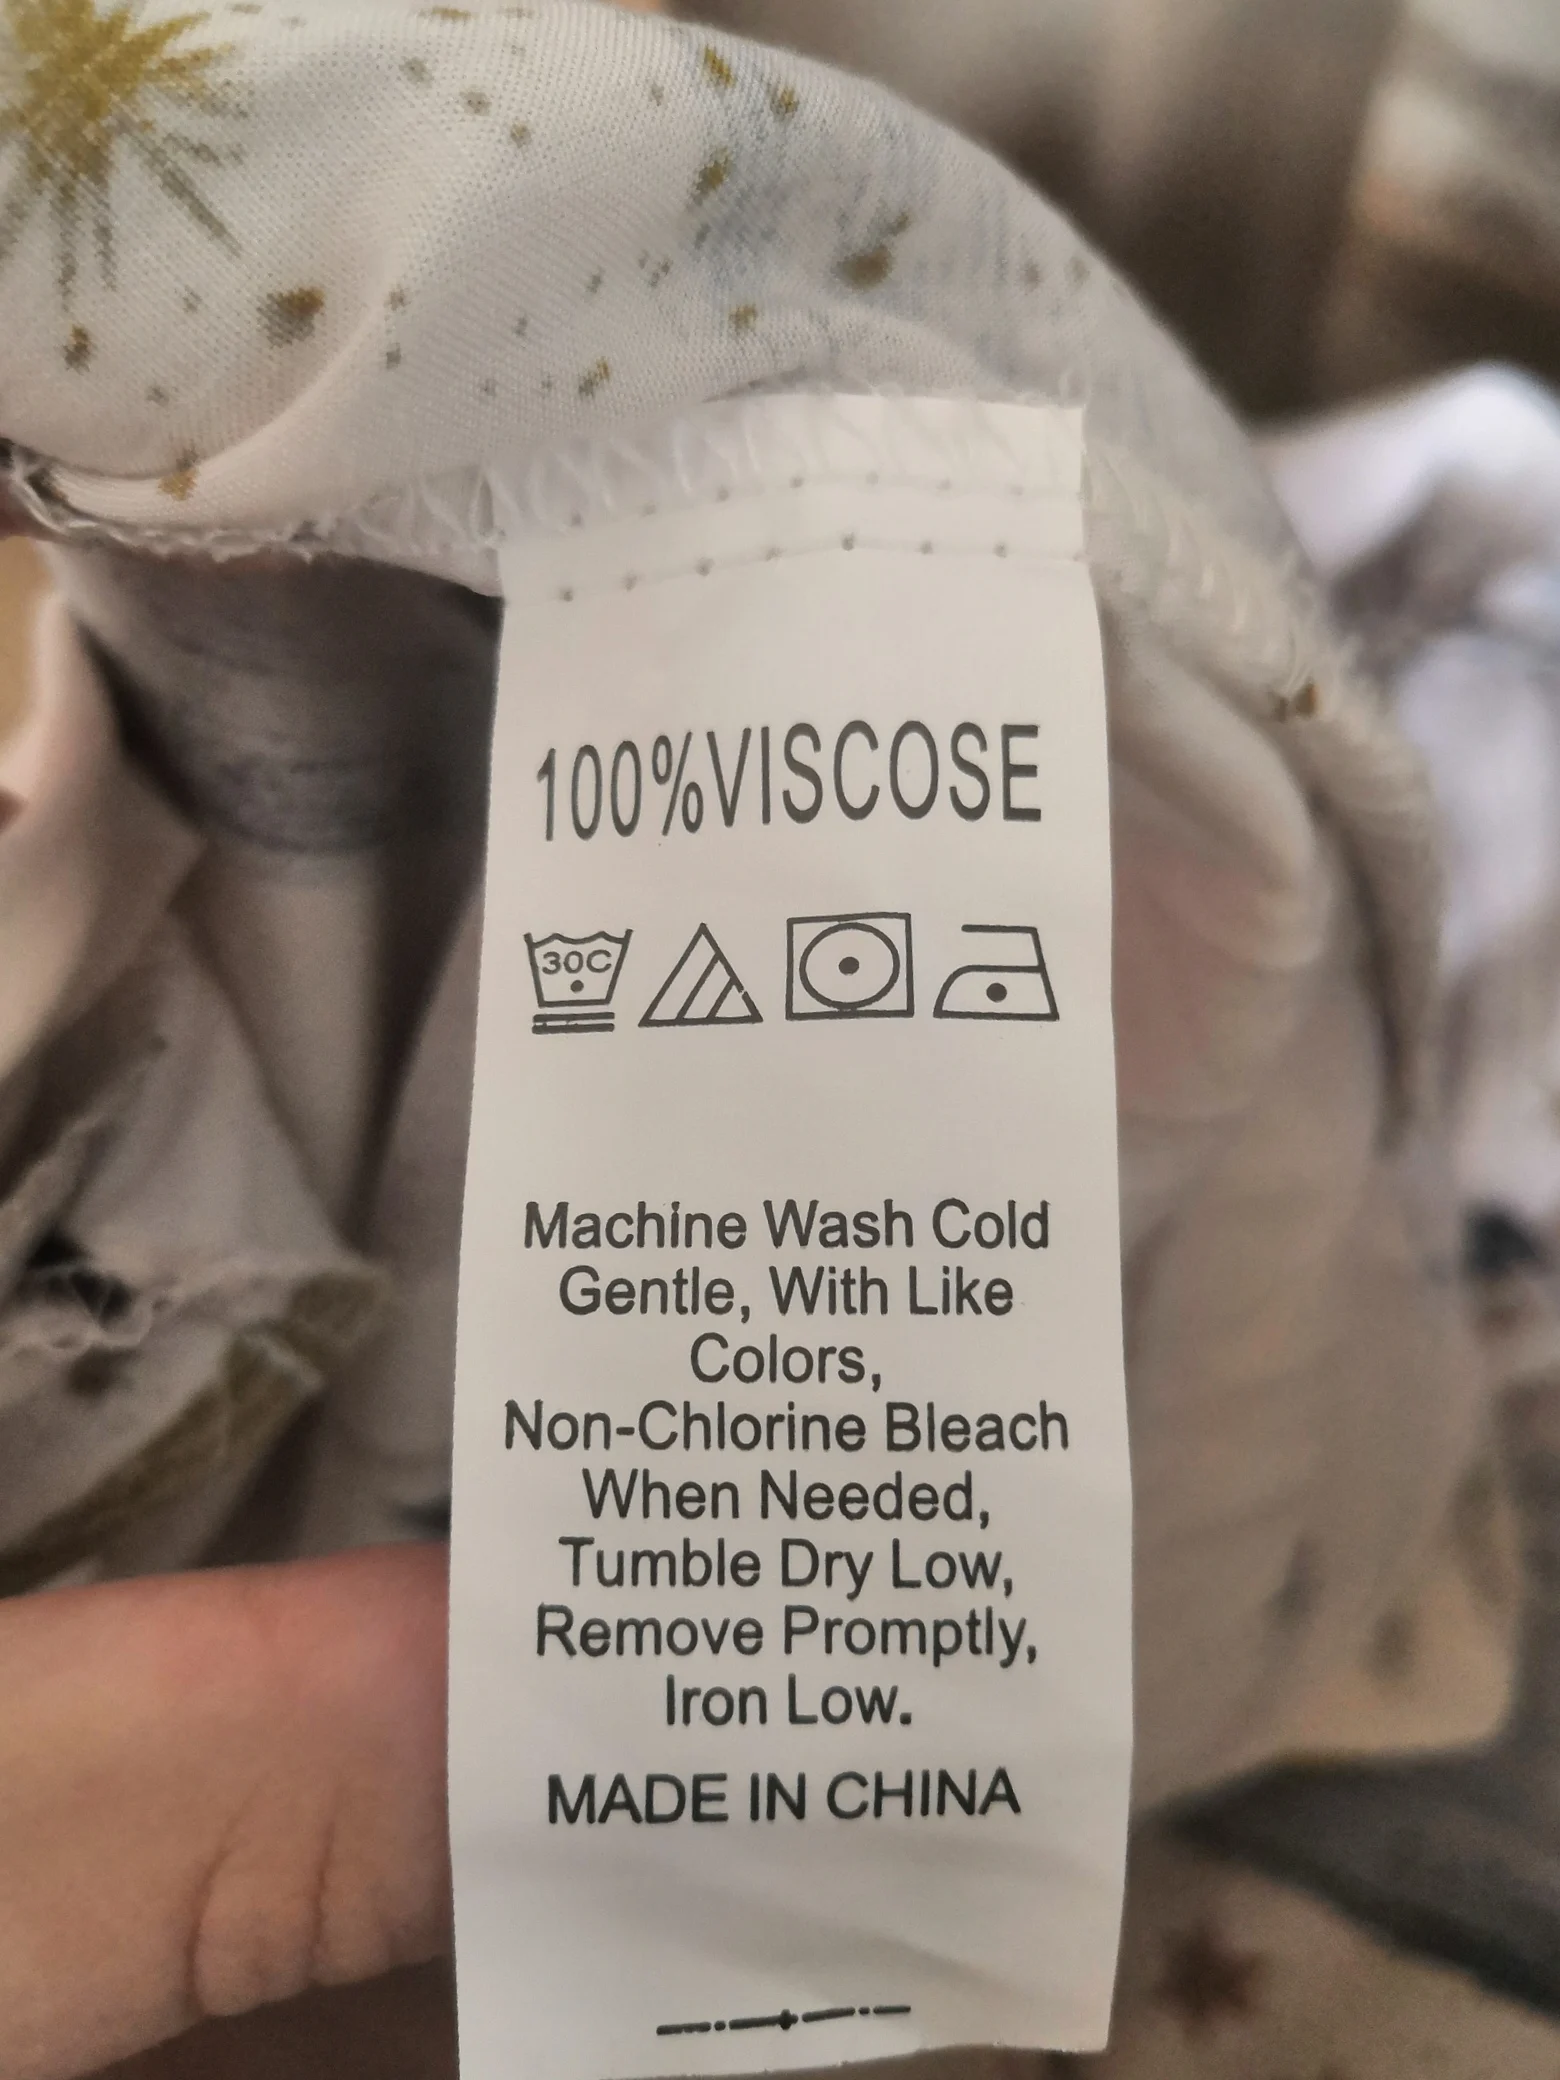 100%VISCOSE
30C
Machine Wash Cold
Gentle, With Like
Colors,
Non-Chlorine Bleach
When Needed,
Tumble Dry Low,
Remove Promptly,
Iron Low.
MADE IN CHINA